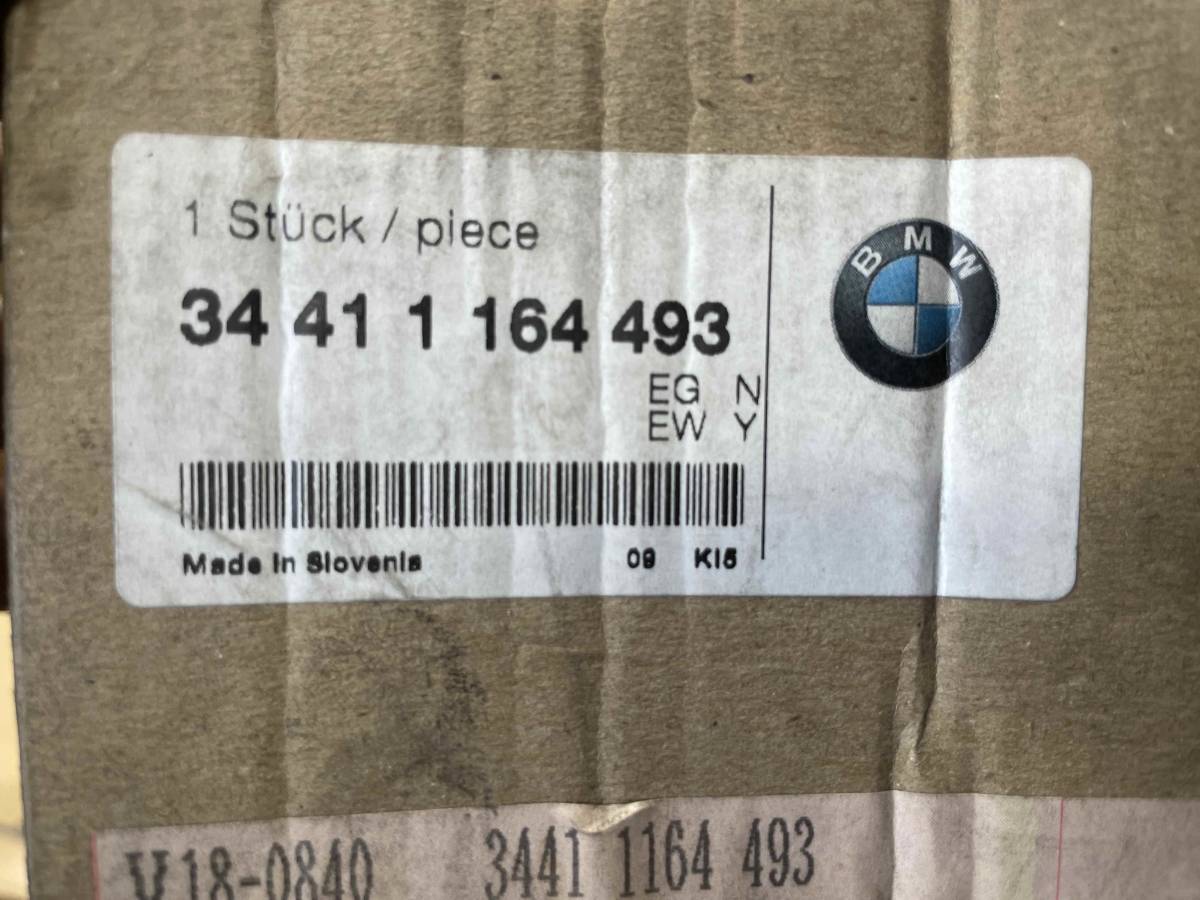 1 Stück / piece
34 41 1 164 493
EG N
EW Y
BMW
Made In Slovenia 09 KI5
V18-0840 3441 1164 493